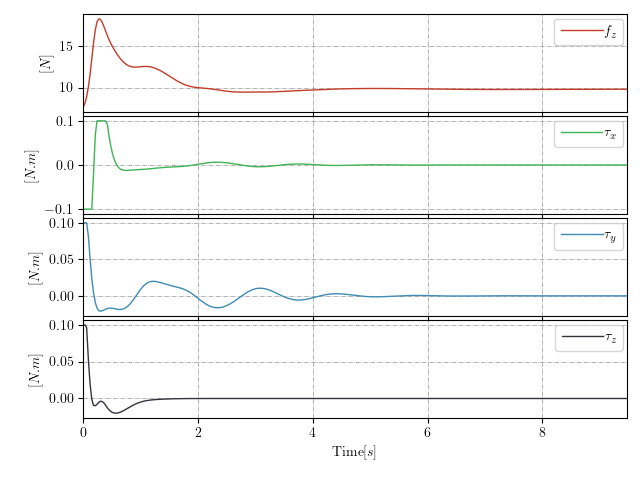 15
10
[N]
f_z
0.1
0.0
−0.1
[N.m]
τ_x
0.10
0.05
0.00
[N.m]
τ_y
0.10
0.05
0.00
[N.m]
τ_z
0 2 4 6 8
Time[s]